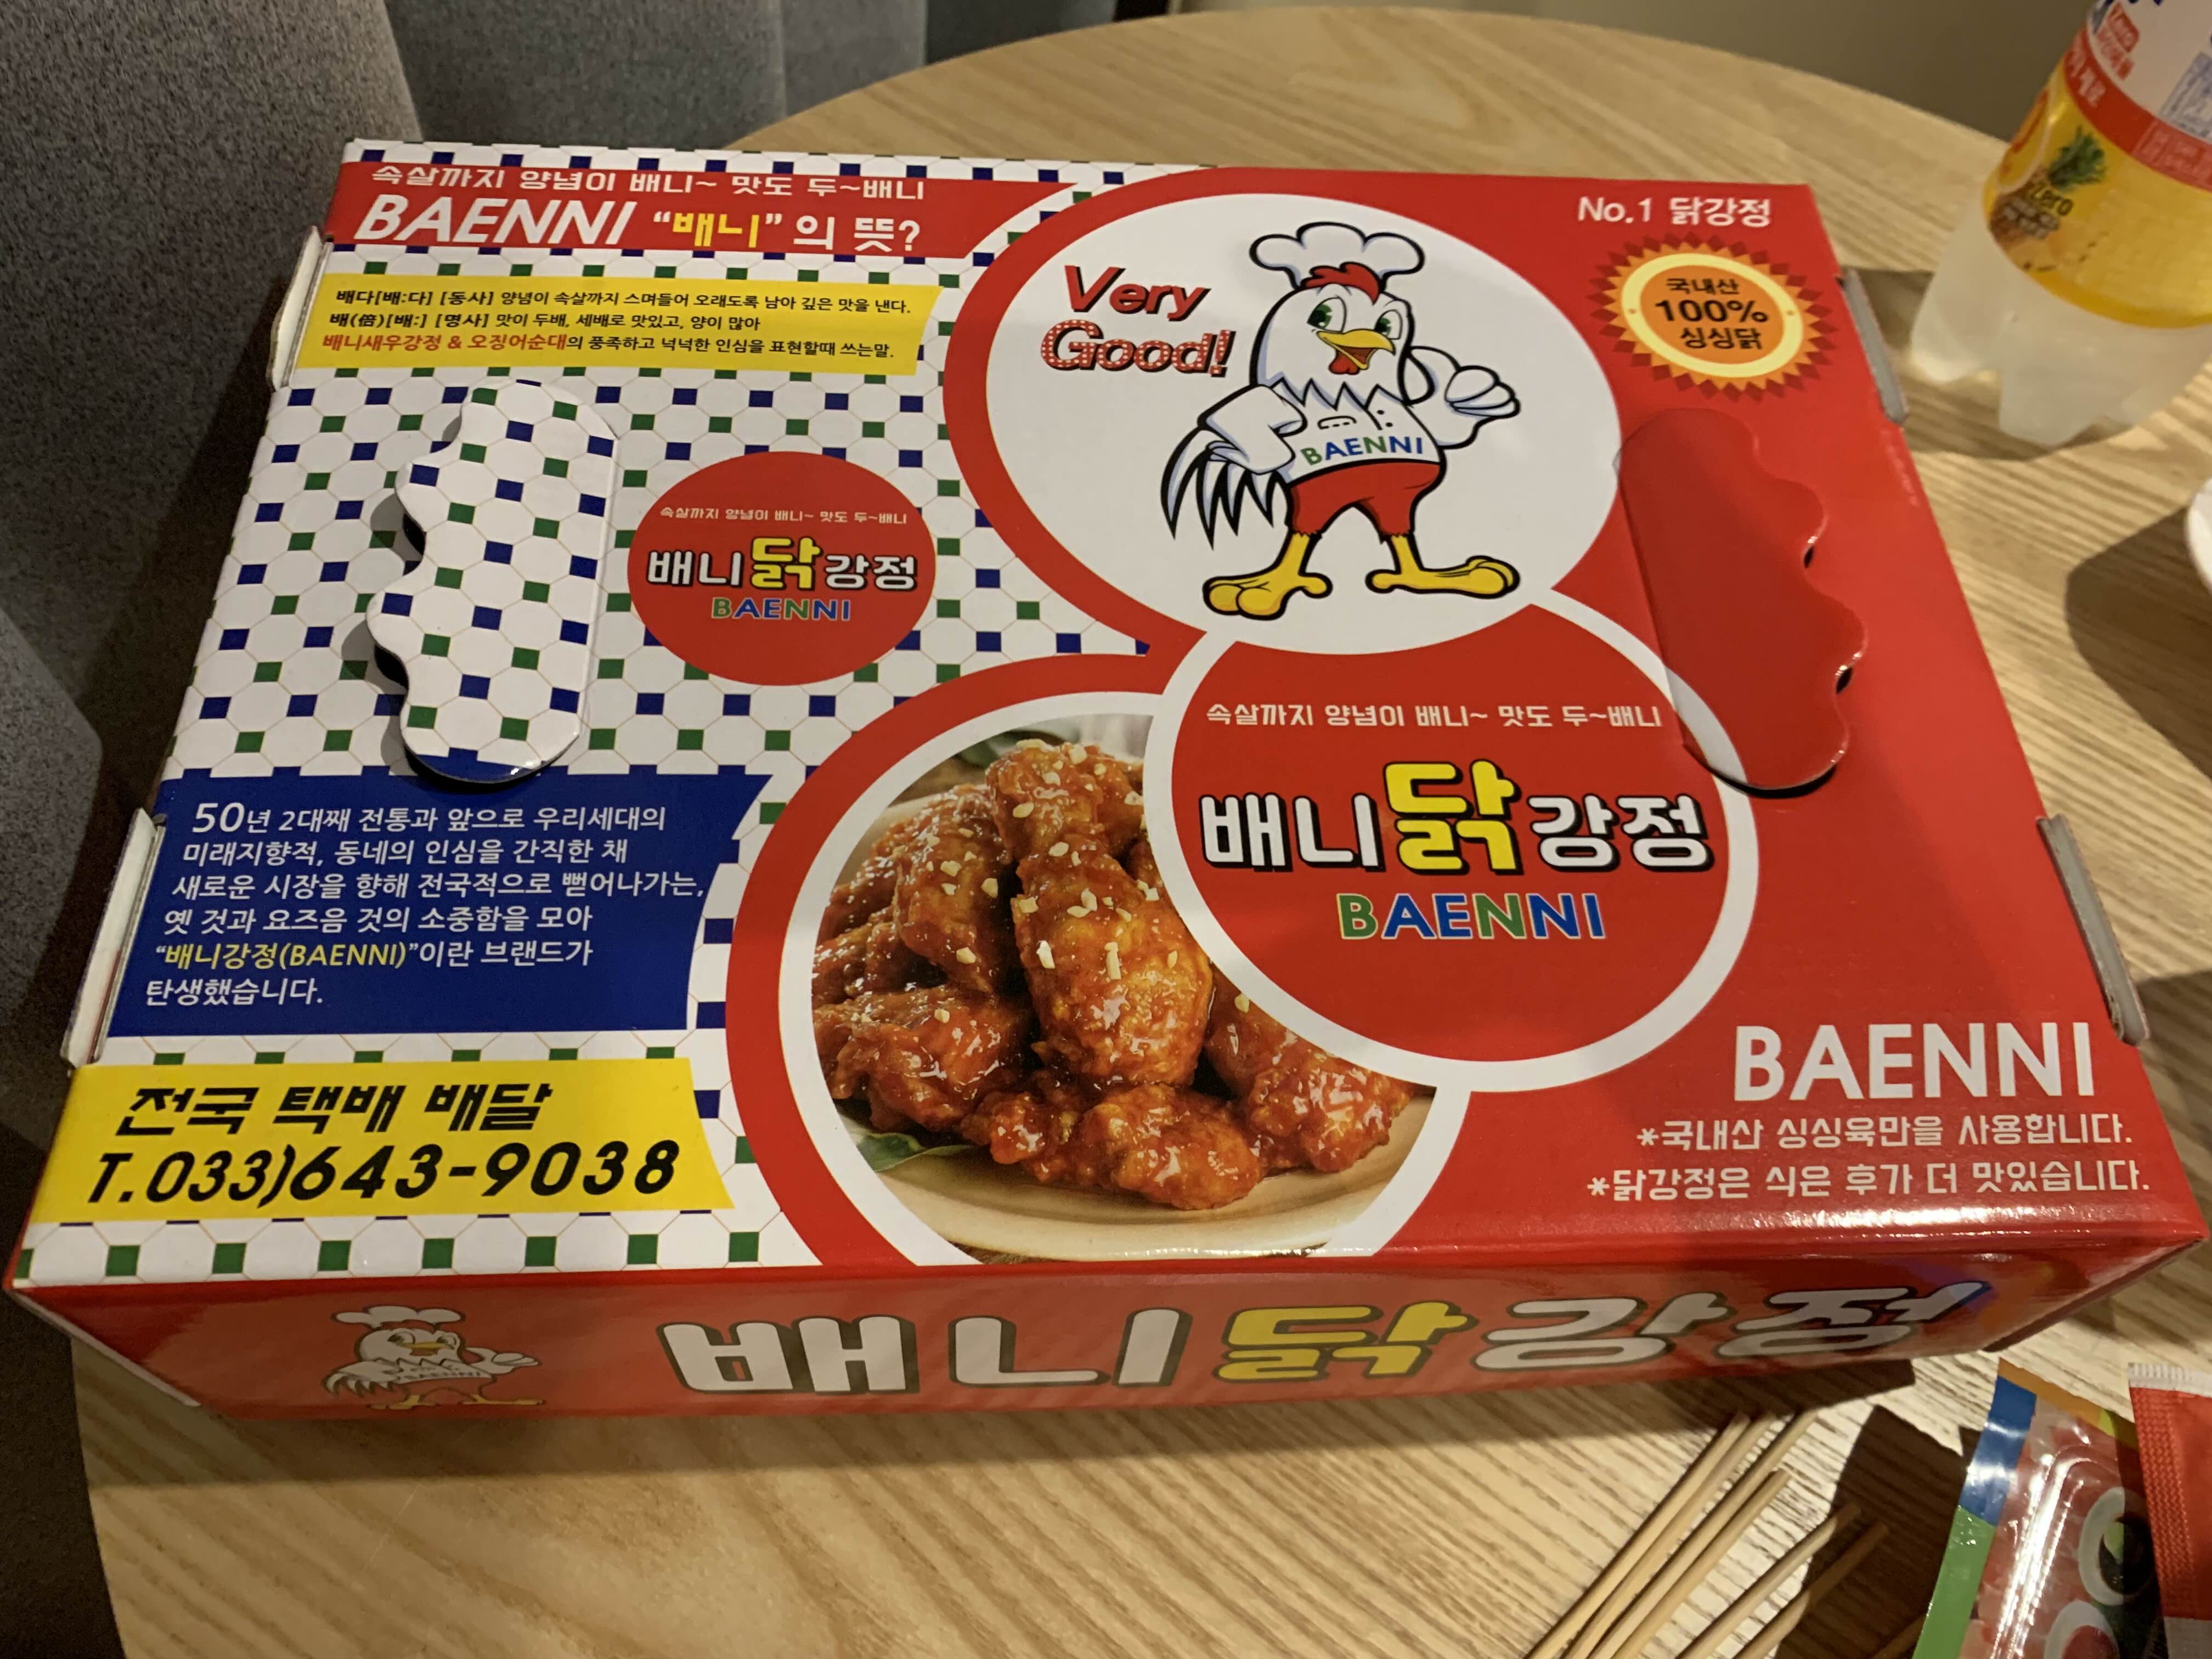 속살까지 양념이 배니~ 맛도 두~배니
BAENNI “배니”의 뜻?
배다[배:다] [동사] 양념이 속살까지 스며들어 오래도록 남아 깊은 맛을 낸다.
배(倍)[배:] [명사] 맛이 두배, 세배로 맛있고, 양이 많아
배니새우강정 & 오징어순대의 풍족하고 넉넉한 인심을 표현할때 쓰는말.
속살까지 양념이 배니~ 맛도 두~배니
배니닭강정
BAENNI
50년 2대째 전통과 앞으로 우리세대의
미래지향적, 동네의 인심을 간직한 채
새로운 시장을 향해 전국적으로 뻗어나가는,
옛 것과 요즈음 것의 소중함을 모아
“배니강정(BAENNI)”이란 브랜드가
탄생했습니다.
전국 택배 배달
T.033)643-9038
Very
Good!
BAENNI
No.1 닭강정
국내산
100%
싱싱닭
속살까지 양념이 배니~ 맛도 두~배니
배니닭강정
BAENNI
BAENNI
*국내산 싱싱육만을 사용합니다.
*닭강정은 식은 후가 더 맛있습니다.
BAENNI
배니닭강정
Zero